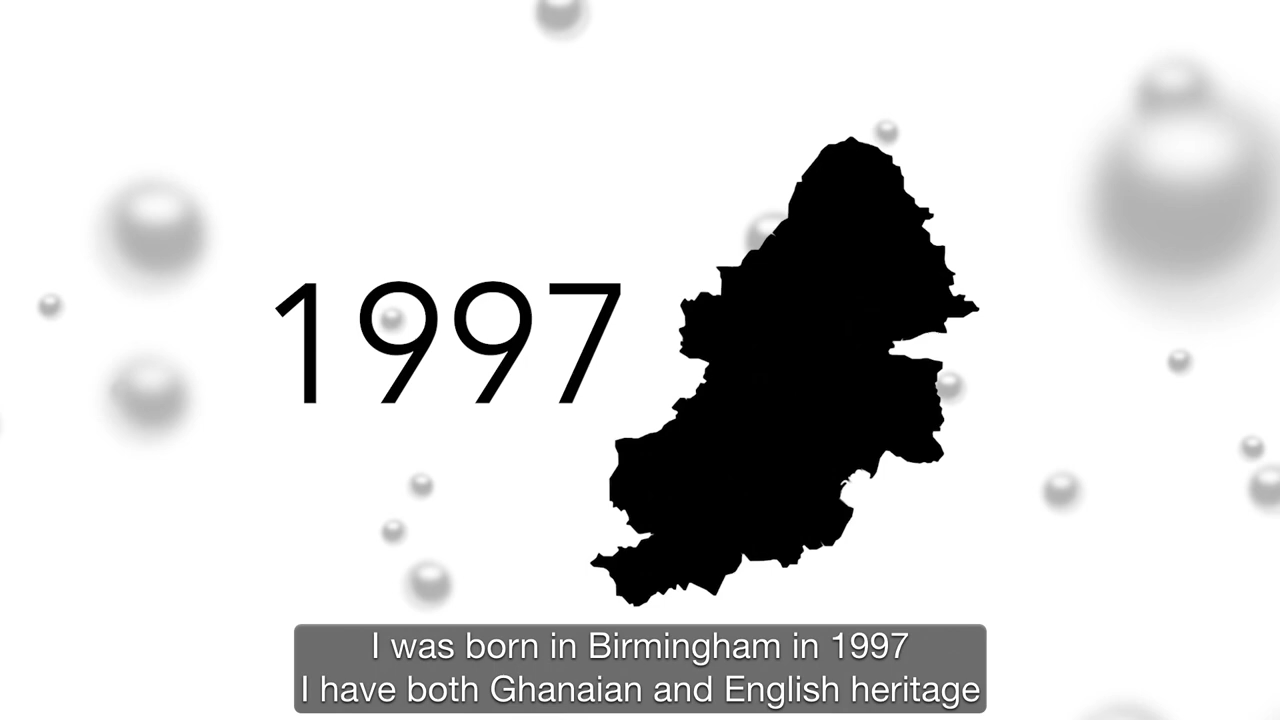 1997
I was born in Birmingham in 1997
I have both Ghanaian and English heritage